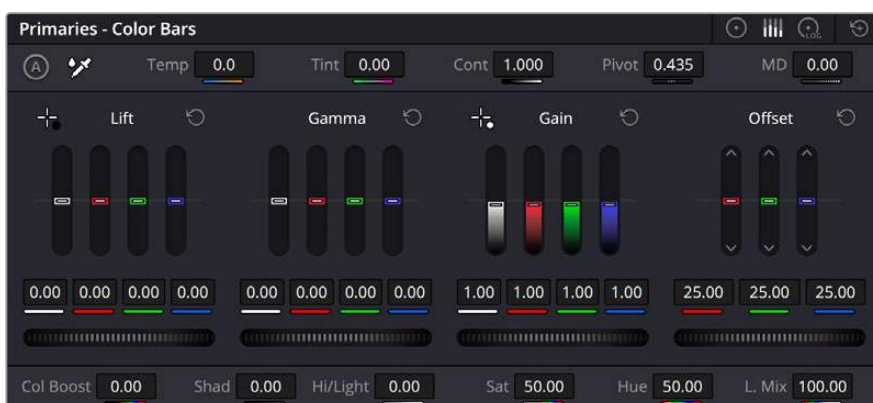 Primaries - Color Bars
LOG
A Temp 0.0 Tint 0.00 Cont 1.000 Pivot 0.435 MD 0.00
Lift Gamma Gain Offset
0.00 0.00 0.00 0.00 0.00 0.00 0.00 0.00 1.00 1.00 1.00 1.00 25.00 25.00 25.00
Col Boost 0.00 Shad 0.00 Hi/Light 0.00 Sat 50.00 Hue 50.00 L. Mix 100.00